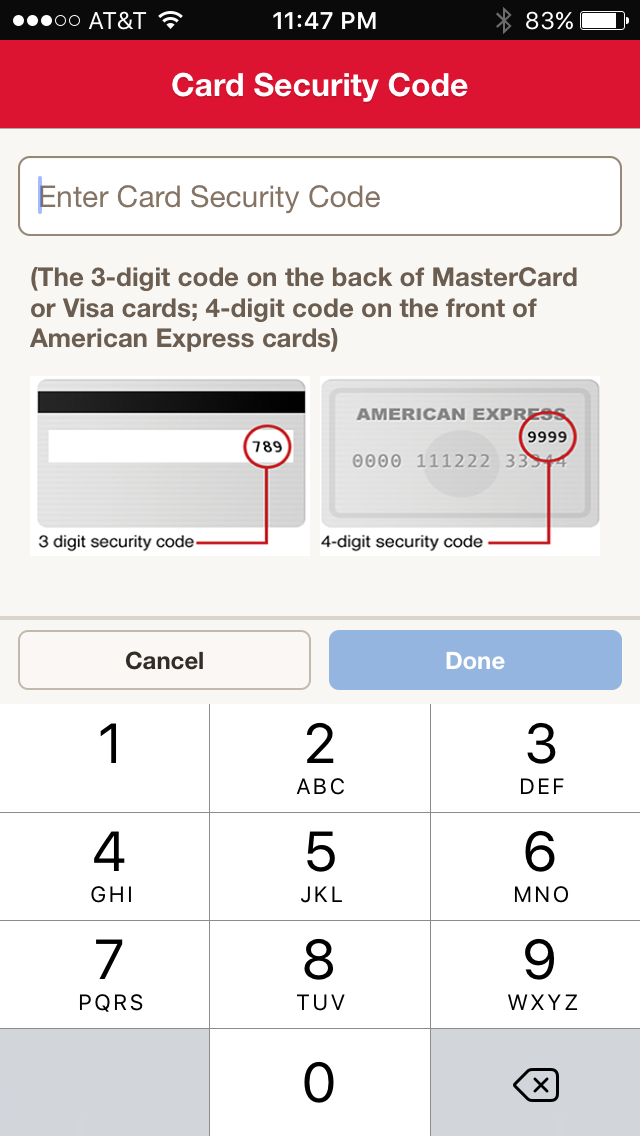 AT&T 11:47 PM 83%
Card Security Code
Enter Card Security Code
(The 3-digit code on the back of MasterCard
or Visa cards; 4-digit code on the front of
American Express cards)
789
3 digit security code
AMERICAN EXPRESS
9999
0000 111222 33344
4-digit security code
Cancel Done
1 2 3
ABC DEF
4 5 6
GHI JKL MNO
7 8 9
PQRS TUV WXYZ
0